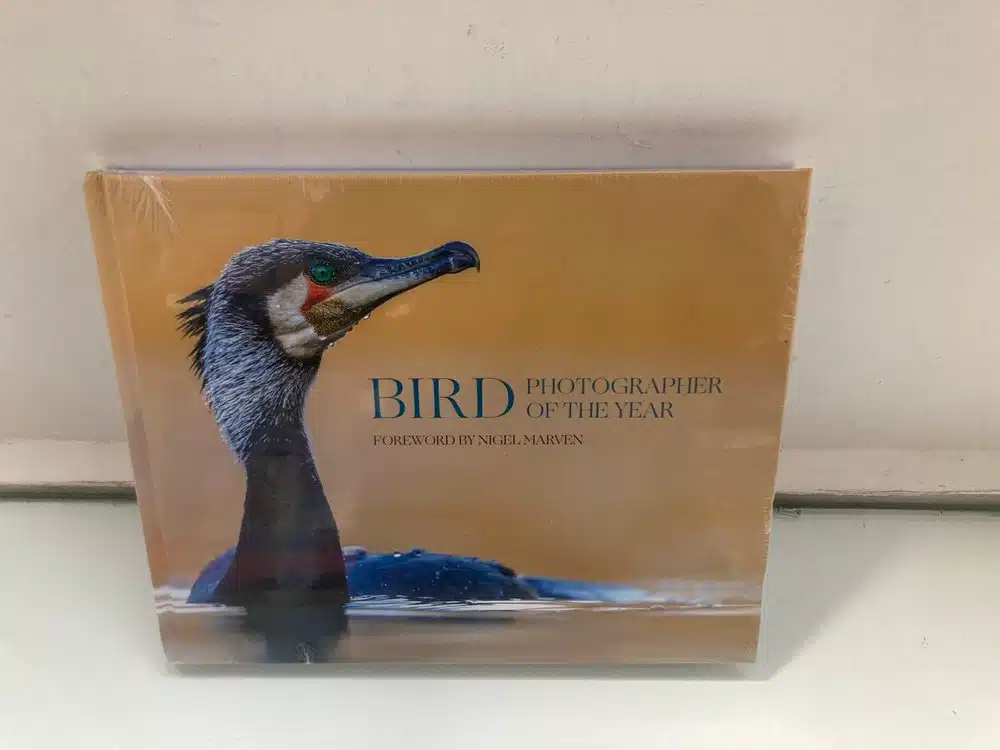 BIRD PHOTOGRAPHER
OF THE YEAR
FOREWORD BY NIGEL MARVEN